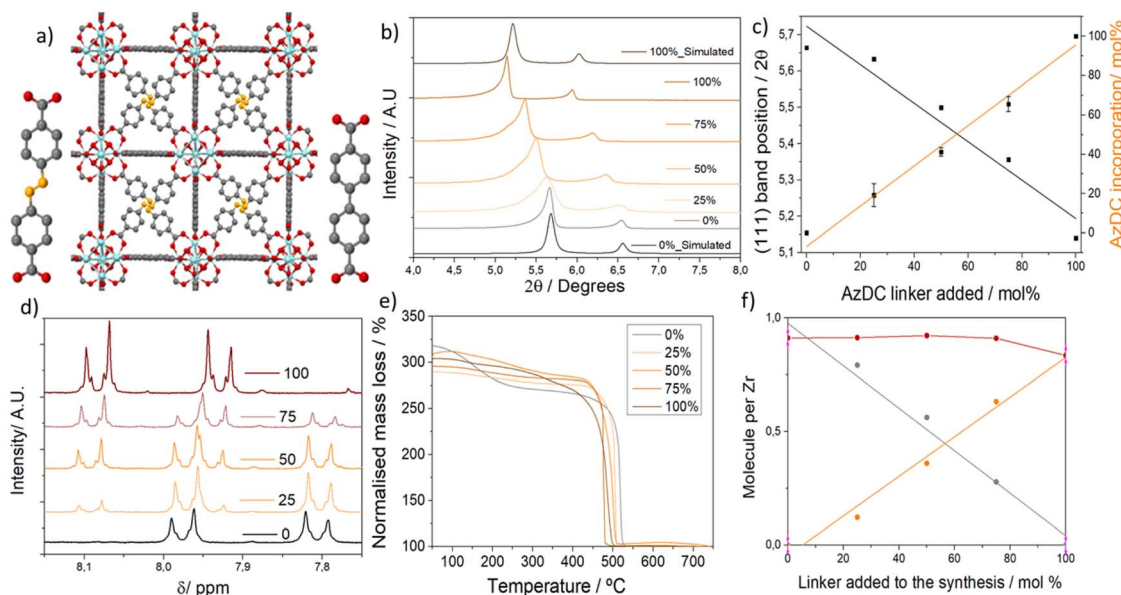 a)
b)
Intensity / A.U
100%_Simulated
100%
75%
50%
25%
0%
0%_Simulated
4,0 4,5 5,0 5,5 6,0 6,5 7,0 7,5 8,0
2θ / Degrees
c)
(111) band position / 2θ
5,7
5,6
5,5
5,4
5,3
5,2
5,1
0 20 40 60 80 100
AzDC linker added / mol%
100
80
60
40
20
0
AzDC incorporation/ mol%
d)
Intensity/ A.U.
100
75
50
25
0
8,1 8,0 7,9 7,8
δ/ ppm
e)
Normalised mass loss / %
350
300
250
200
150
100
0%
25%
50%
75%
100%
100 200 300 400 500 600 700
Temperature / ºC
f)
Molecule per Zr
1,0
0,5
0,0
0 20 40 60 80 100
Linker added to the synthesis / mol %